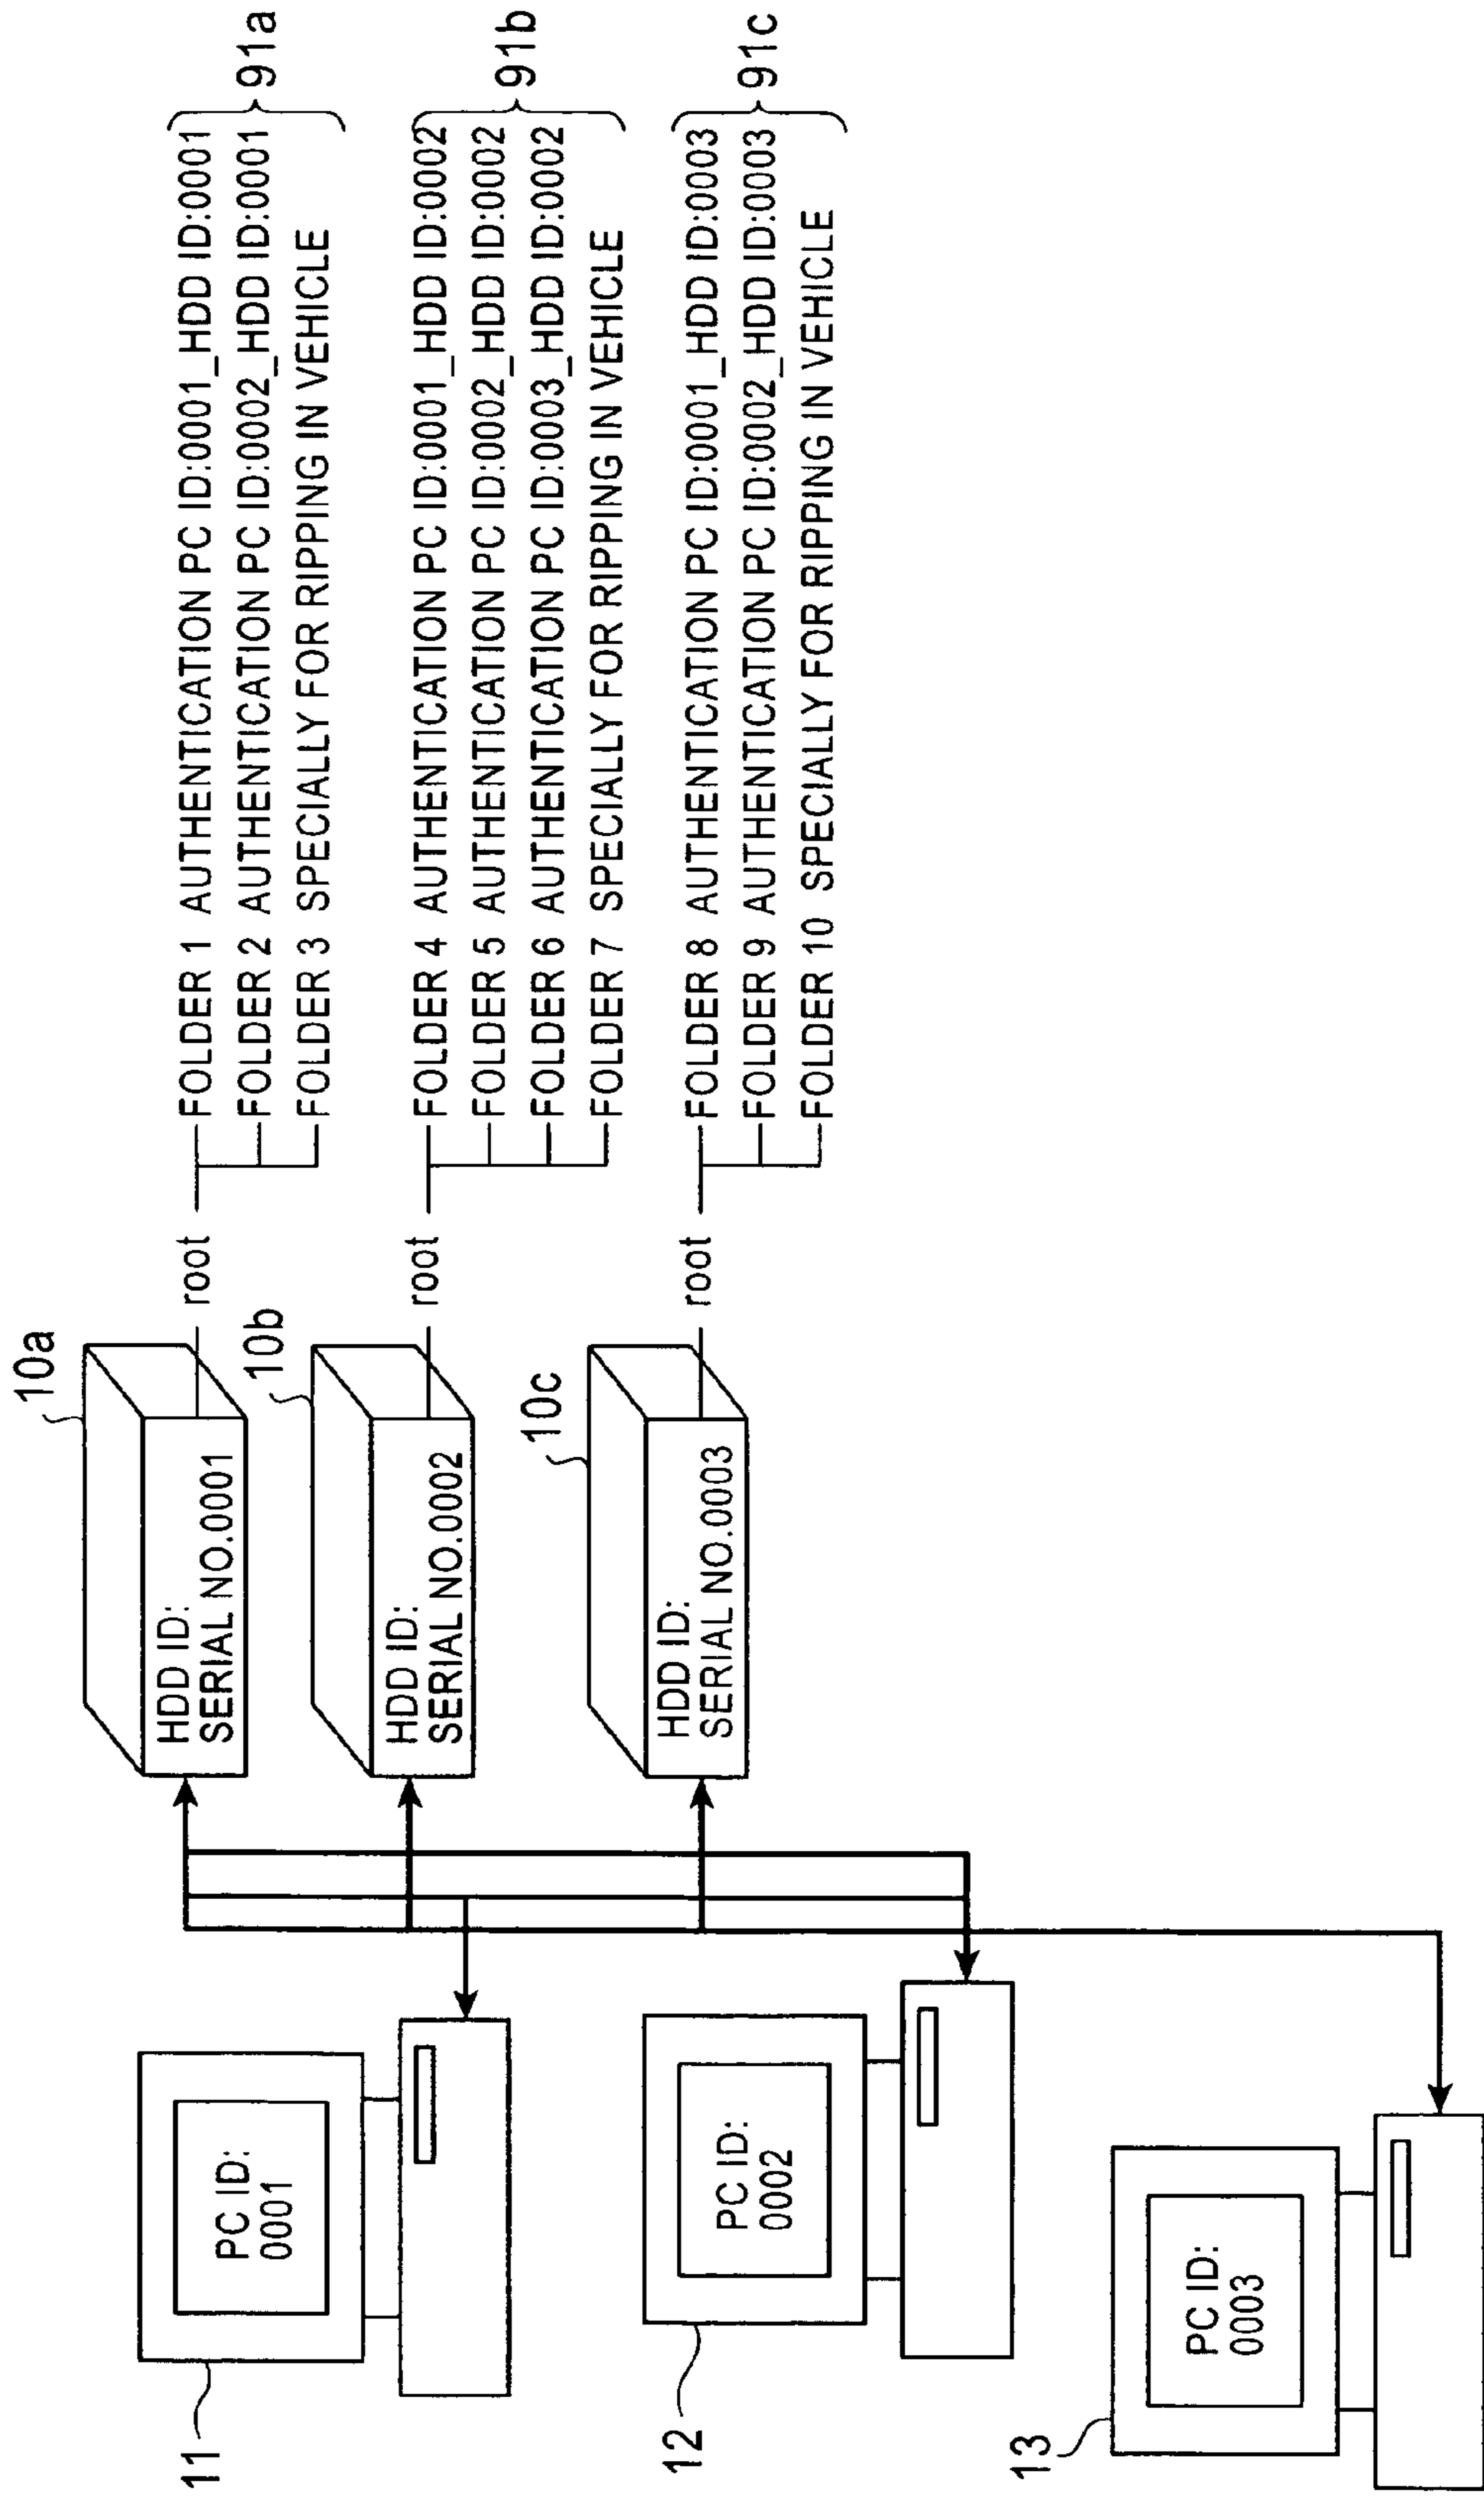 11
PC ID:
0001
12
PC ID:
0002
13
PC ID:
0003
10a
HDD ID:
SERIAL NO.0001
root
FOLDER 1 AUTHENTICATION PC ID:0001_HDD ID:0001
FOLDER 2 AUTHENTICATION PC ID:0002_HDD ID:0001
FOLDER 3 SPECIALLY FOR RIPPING IN VEHICLE
91a
10b
HDD ID:
SERIAL NO.0002
root
FOLDER 4 AUTHENTICATION PC ID:0001_HDD ID:0002
FOLDER 5 AUTHENTICATION PC ID:0002_HDD ID:0002
FOLDER 6 AUTHENTICATION PC ID:0003_HDD ID:0002
FOLDER 7 SPECIALLY FOR RIPPING IN VEHICLE
91b
10c
HDD ID:
SERIAL NO.0003
root
FOLDER 8 AUTHENTICATION PC ID:0001_HDD ID:0003
FOLDER 9 AUTHENTICATION PC ID:0002_HDD ID:0003
FOLDER 10 SPECIALLY FOR RIPPING IN VEHICLE
91c